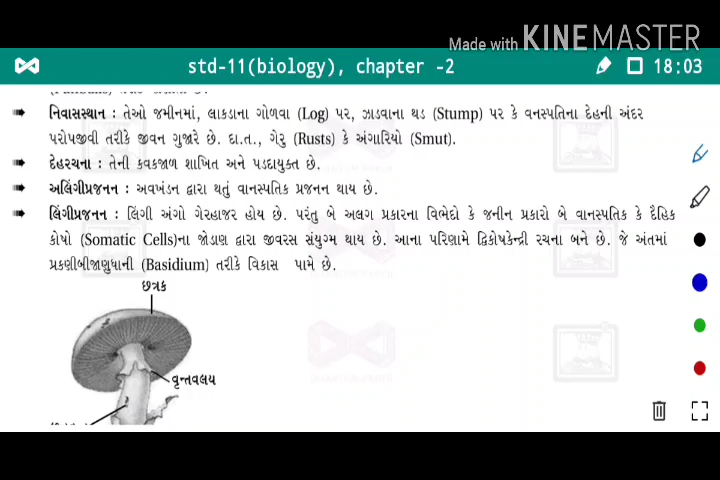 Made with KINEMASTER
std-11(biology), chapter -2
18:03
➠ નિવાસસ્થાન : તેઓ જમીનમાં, લાકડાના ગોળવા (Log) પર, ઝાડવાના થડ (Stump) પર કે વનસ્પતિના દેહની અંદર
પરોપજીવી તરીકે જીવન ગુજારે છે. દા.ત., ગેરુ (Rusts) કે અંગારિયો (Smut).
➠ દેહરચના : તેની કવકજાળ શાખિત અને પડદાયુક્ત છે.
➠ અલિંગીપ્રજનન : અવખંડન દ્વારા થતું વાનસ્પતિક પ્રજનન થાય છે.
➠ લિંગીપ્રજનન : લિંગી અંગો ગેરહાજર હોય છે. પરંતુ બે અલગ પ્રકારના વિભેદો કે જનીન પ્રકારો બે વાનસ્પતિક કે દૈહિક
કોષો (Somatic Cells)ના જોડાણ દ્વારા જીવરસ સંયુગ્મ થાય છે. આના પરિણામે દ્વિકોષકેન્દ્રી રચના બને છે. જે અંતમાં
પ્રકણીબીજાણુધાની (Basidium) તરીકે વિકાસ પામે છે.
છત્રક
વૃન્તવલય